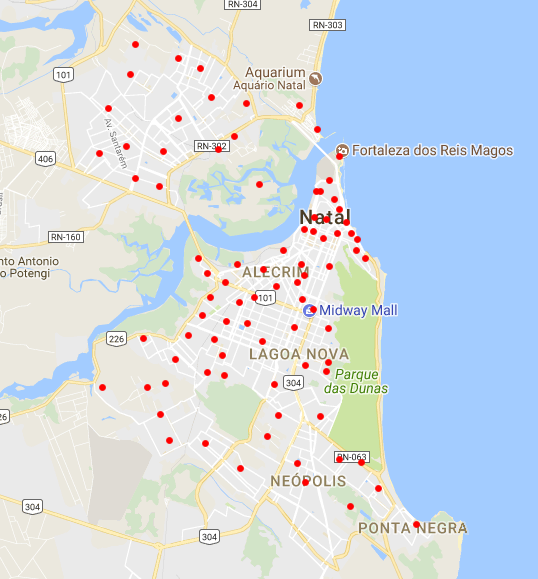 RN-304
RN-303
101
Aquarium
Aquário Natal
Av. Santarém
RN-302
Fortaleza dos Reis Magos
406
Natal
RN-160
nto Antonio
o Potengi
ALECRIM
101
Midway Mall
226
LAGOA NOVA
Parque
das Dunas
304
26
RN-063
NEÓPOLIS
304
304
PONTA NEGRA